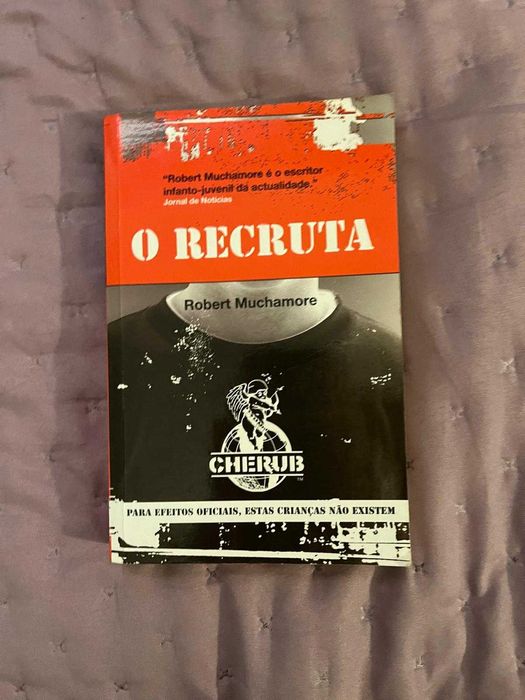 “Robert Muchamore é o escritor
infanto-juvenil da actualidade.”
Jornal de Notícias
O RECRUTA
Robert Muchamore
CHERUB
TM
PARA EFEITOS OFICIAIS, ESTAS CRIANÇAS NÃO EXISTEM